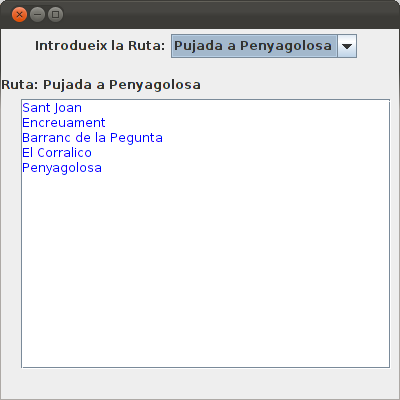 Introdueix la Ruta: Pujada a Penyagolosa
Ruta: Pujada a Penyagolosa
Sant Joan
Encreuament
Barranc de la Pegunta
El Corralico
Penyagolosa